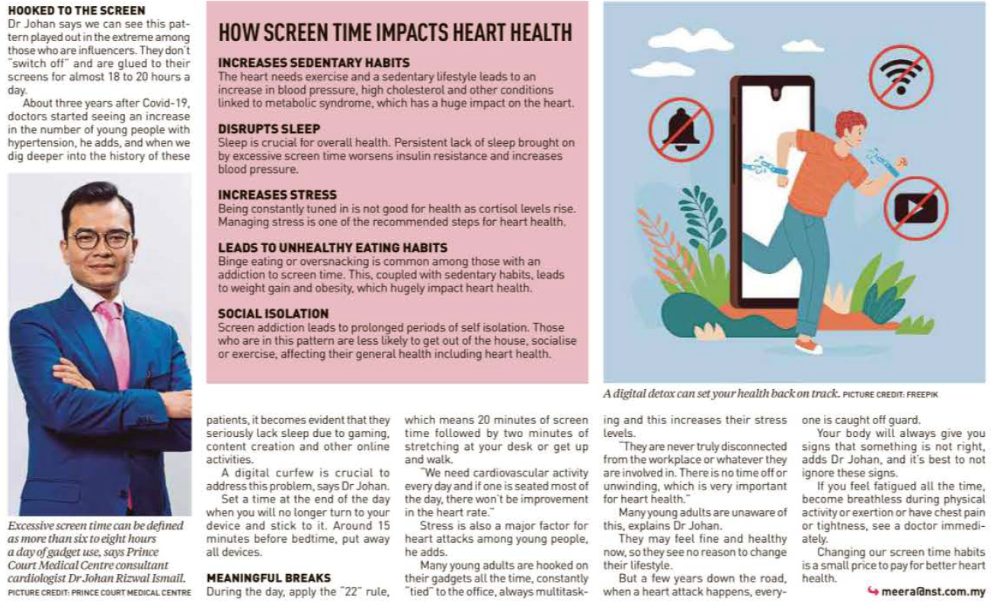 HOOKED TO THE SCREEN
Dr Johan says we can see this pat-
tern played out in the extreme among
those who are influencers. They don't
"switch off" and are glued to their
screens for almost 18 to 20 hours a
day.
About three years after Covid-19,
doctors started seeing an increase
in the number of young people with
hypertension, he adds, and when we
dig deeper into the history of these
Excessive screen time can be defined
as more than six to eight hours
a day of gadget use, says Prince
Court Medical Centre consultant
cardiologist Dr Johan Rizwal Ismail.
PICTURE CREDIT: PRINCE COURT MEDICAL CENTRE
HOW SCREEN TIME IMPACTS HEART HEALTH
INCREASES SEDENTARY HABITS
The heart needs exercise and a sedentary lifestyle leads to an
increase in blood pressure, high cholesterol and other conditions
linked to metabolic syndrome, which has a huge impact on the heart.
DISRUPTS SLEEP
Sleep is crucial for overall health. Persistent lack of sleep brought on
by excessive screen time worsens insulin resistance and increases
blood pressure.
INCREASES STRESS
Being constantly tuned in is not good for health as cortisol levels rise.
Managing stress is one of the recommended steps for heart health.
LEADS TO UNHEALTHY EATING HABITS
Binge eating or oversnacking is common among those with an
addiction to screen time. This, coupled with sedentary habits, leads
to weight gain and obesity, which hugely impact heart health.
SOCIAL ISOLATION
Screen addiction leads to prolonged periods of self isolation. Those
who are in this pattern are less likely to get out of the house, socialise
or exercise, affecting their general health including heart health.
A digital detox can set your health back on track. PICTURE CREDIT: FREEPIK
patients, it becomes evident that they
seriously lack sleep due to gaming,
content creation and other online
activities.
A digital curfew is crucial to
address this problem, says Dr Johan.
Set a time at the end of the day
when you will no longer turn to your
device and stick to it. Around 15
minutes before bedtime, put away
all devices.
MEANINGFUL BREAKS
During the day, apply the "22" rule,
which means 20 minutes of screen
time followed by two minutes of
stretching at your desk or get up
and walk.
"We need cardiovascular activity
every day and if one is seated most of
the day, there won't be improvement
in the heart rate."
Stress is also a major factor for
heart attacks among young people,
he adds.
Many young adults are hooked on
their gadgets all the time, constantly
"tied" to the office, always multitask-
ing and this increases their stress
levels.
"They are never truly disconnected
from the workplace or whatever they
are involved in. There is no time off or
unwinding, which is very important
for heart health."
Many young adults are unaware of
this, explains Dr Johan.
They may feel fine and healthy
now, so they see no reason to change
their lifestyle.
But a few years down the road,
when a heart attack happens, every-
one is caught off guard.
Your body will always give you
signs that something is not right,
adds Dr Johan, and it's best to not
ignore these signs.
If you feel fatigued all the time,
become breathless during physical
activity or exertion or have chest pain
or tightness, see a doctor immedi-
ately.
Changing our screen time habits
is a small price to pay for better heart
health.
meera@nst.com.my